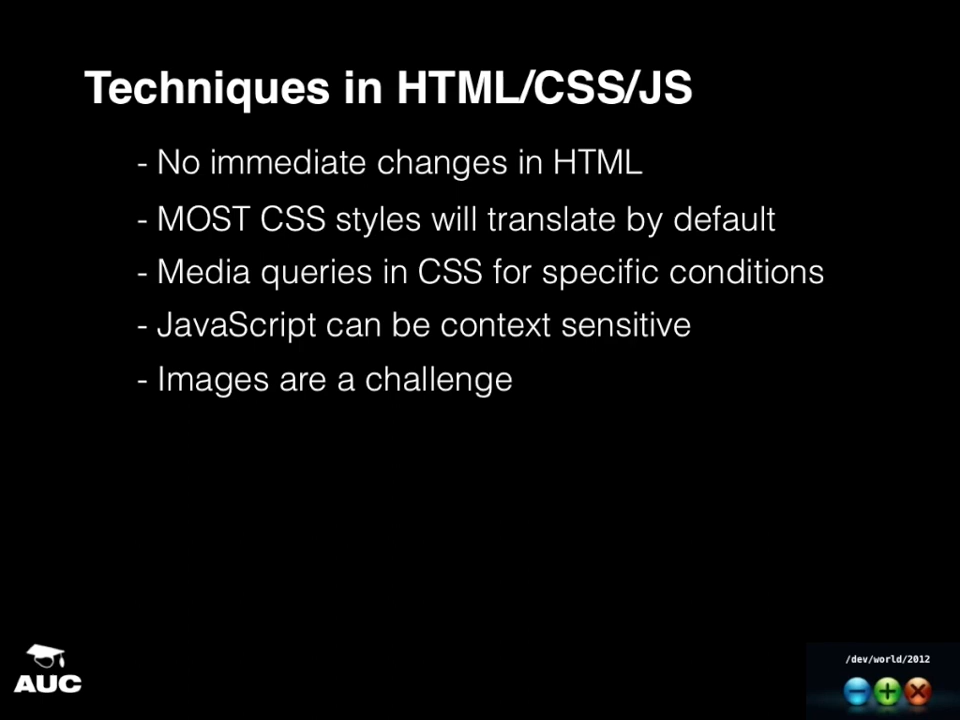 Techniques in HTML/CSS/JS
- No immediate changes in HTML
- MOST CSS styles will translate by default
- Media queries in CSS for specific conditions
- JavaScript can be context sensitive
- Images are a challenge
AUC
/dev/world/2012